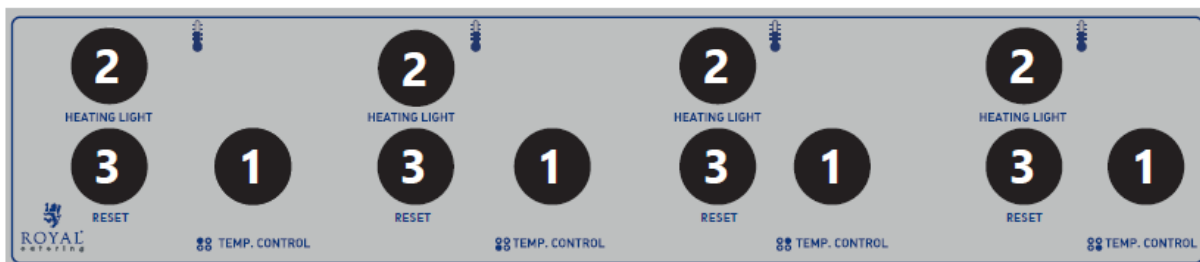 2 2 2 2
HEATING LIGHT HEATING LIGHT HEATING LIGHT HEATING LIGHT
3 1 3 1 3 1 3 1
RESET RESET RESET RESET
ROYAL
catering
TEMP. CONTROL TEMP. CONTROL TEMP. CONTROL TEMP. CONTROL